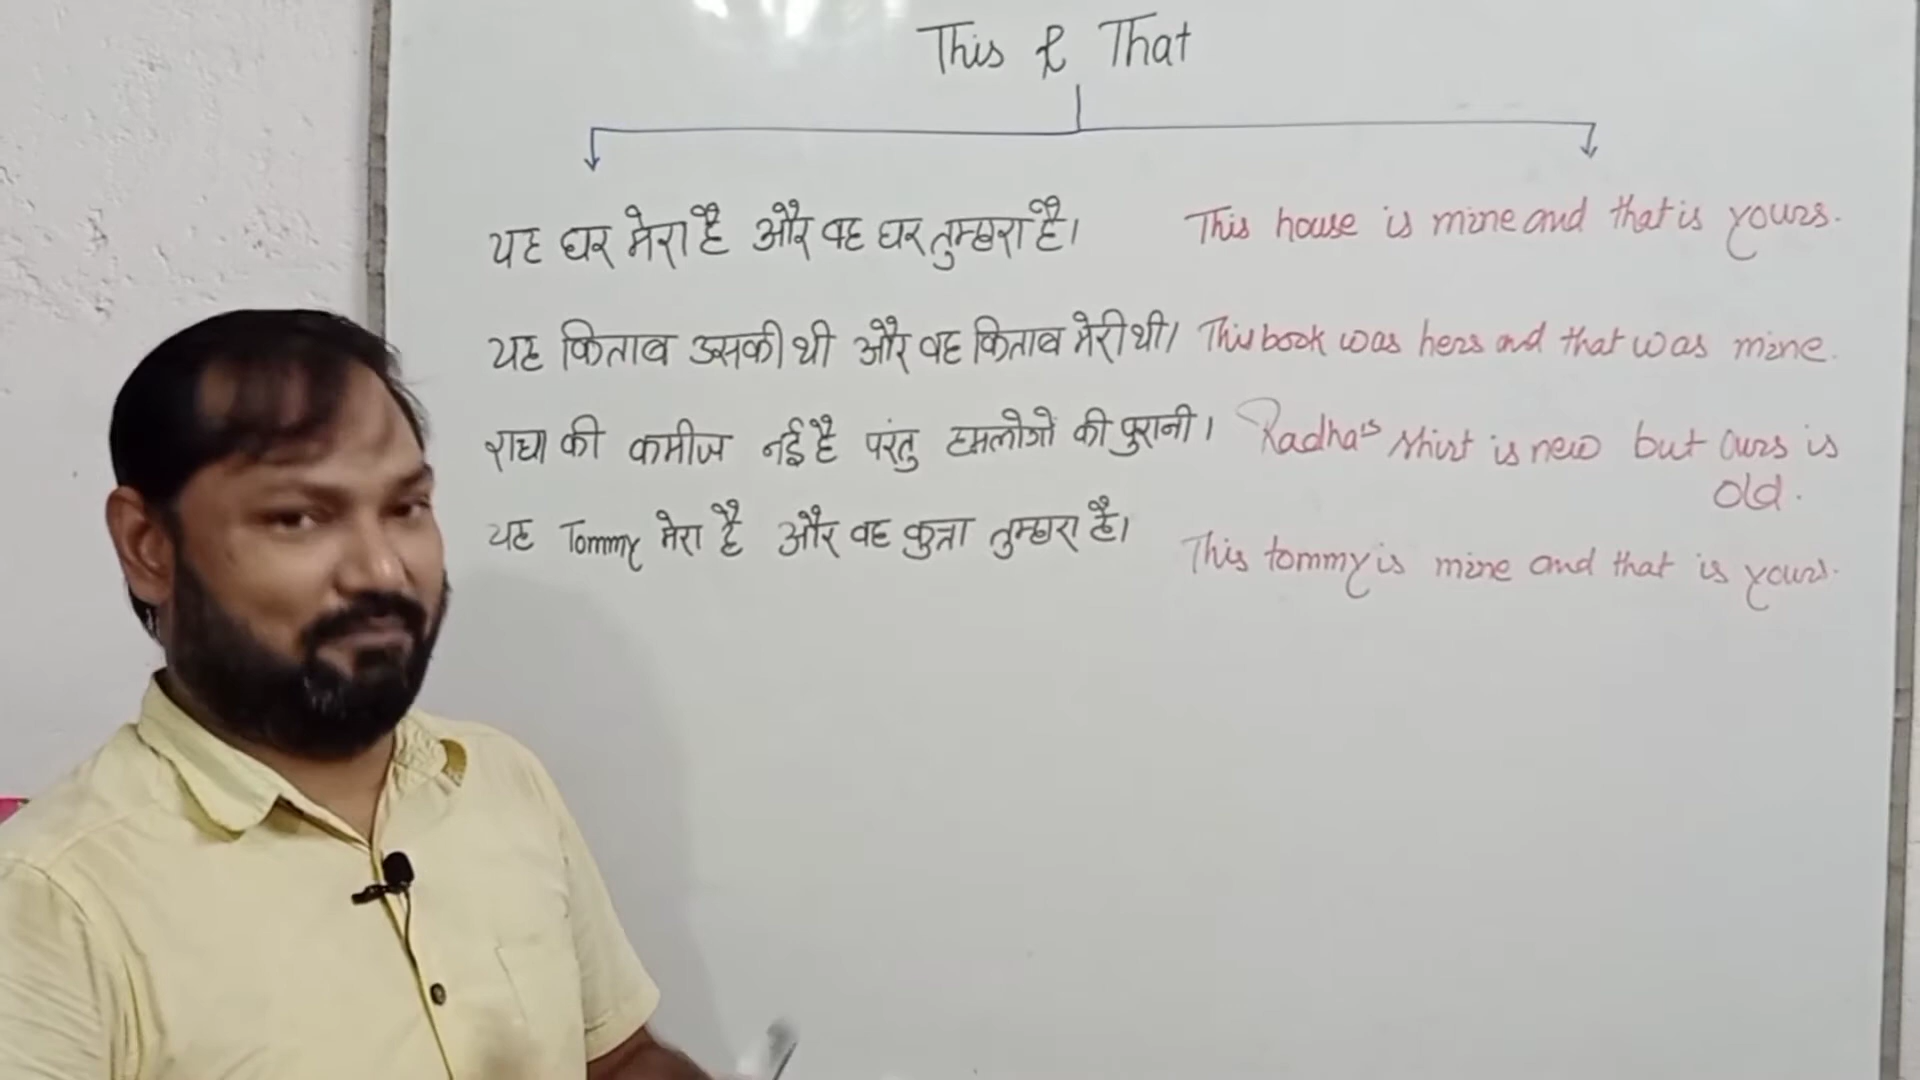 This & That
यह घर मेरा है और वह घर तुम्हारा है।
This house is mine and that is yours.
यह किताब उसकी थी और वह किताब मेरी थी।
This book was hers and that was mine.
राधा की कमीज नई है परंतु हमलोगों की पुरानी।
Radha's shirt is new but ours is
old.
यह Tommy मेरा है और वह कुत्ता तुम्हारा है।
This tommy is mine and that is yours.